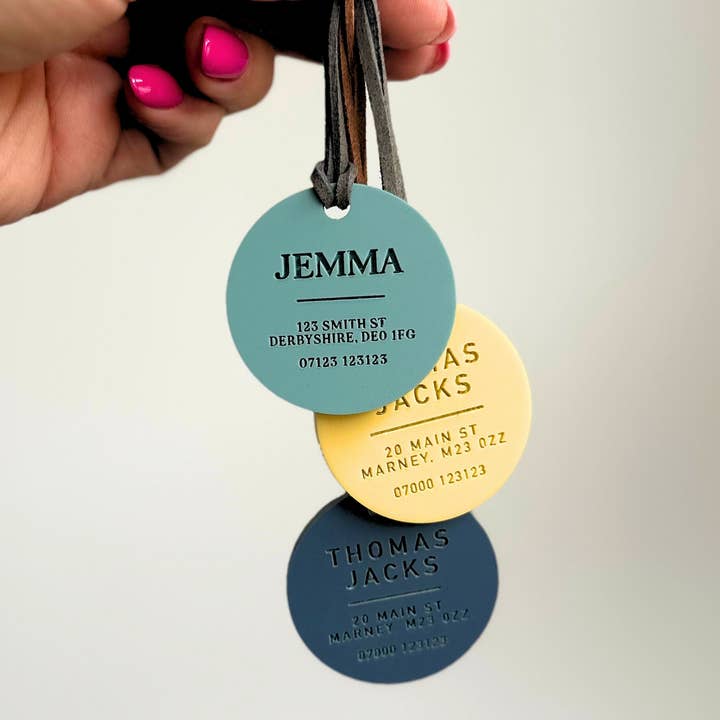 JEMMA
123 SMITH ST
DERBYSHIRE, DE0 1FG
07123 123123
JACKS
20 MAIN ST
MARNEY, M23 0ZZ
07000 123123
THOMAS
JACKS
20 MAIN ST
MARNEY M23 0ZZ
07000 123123